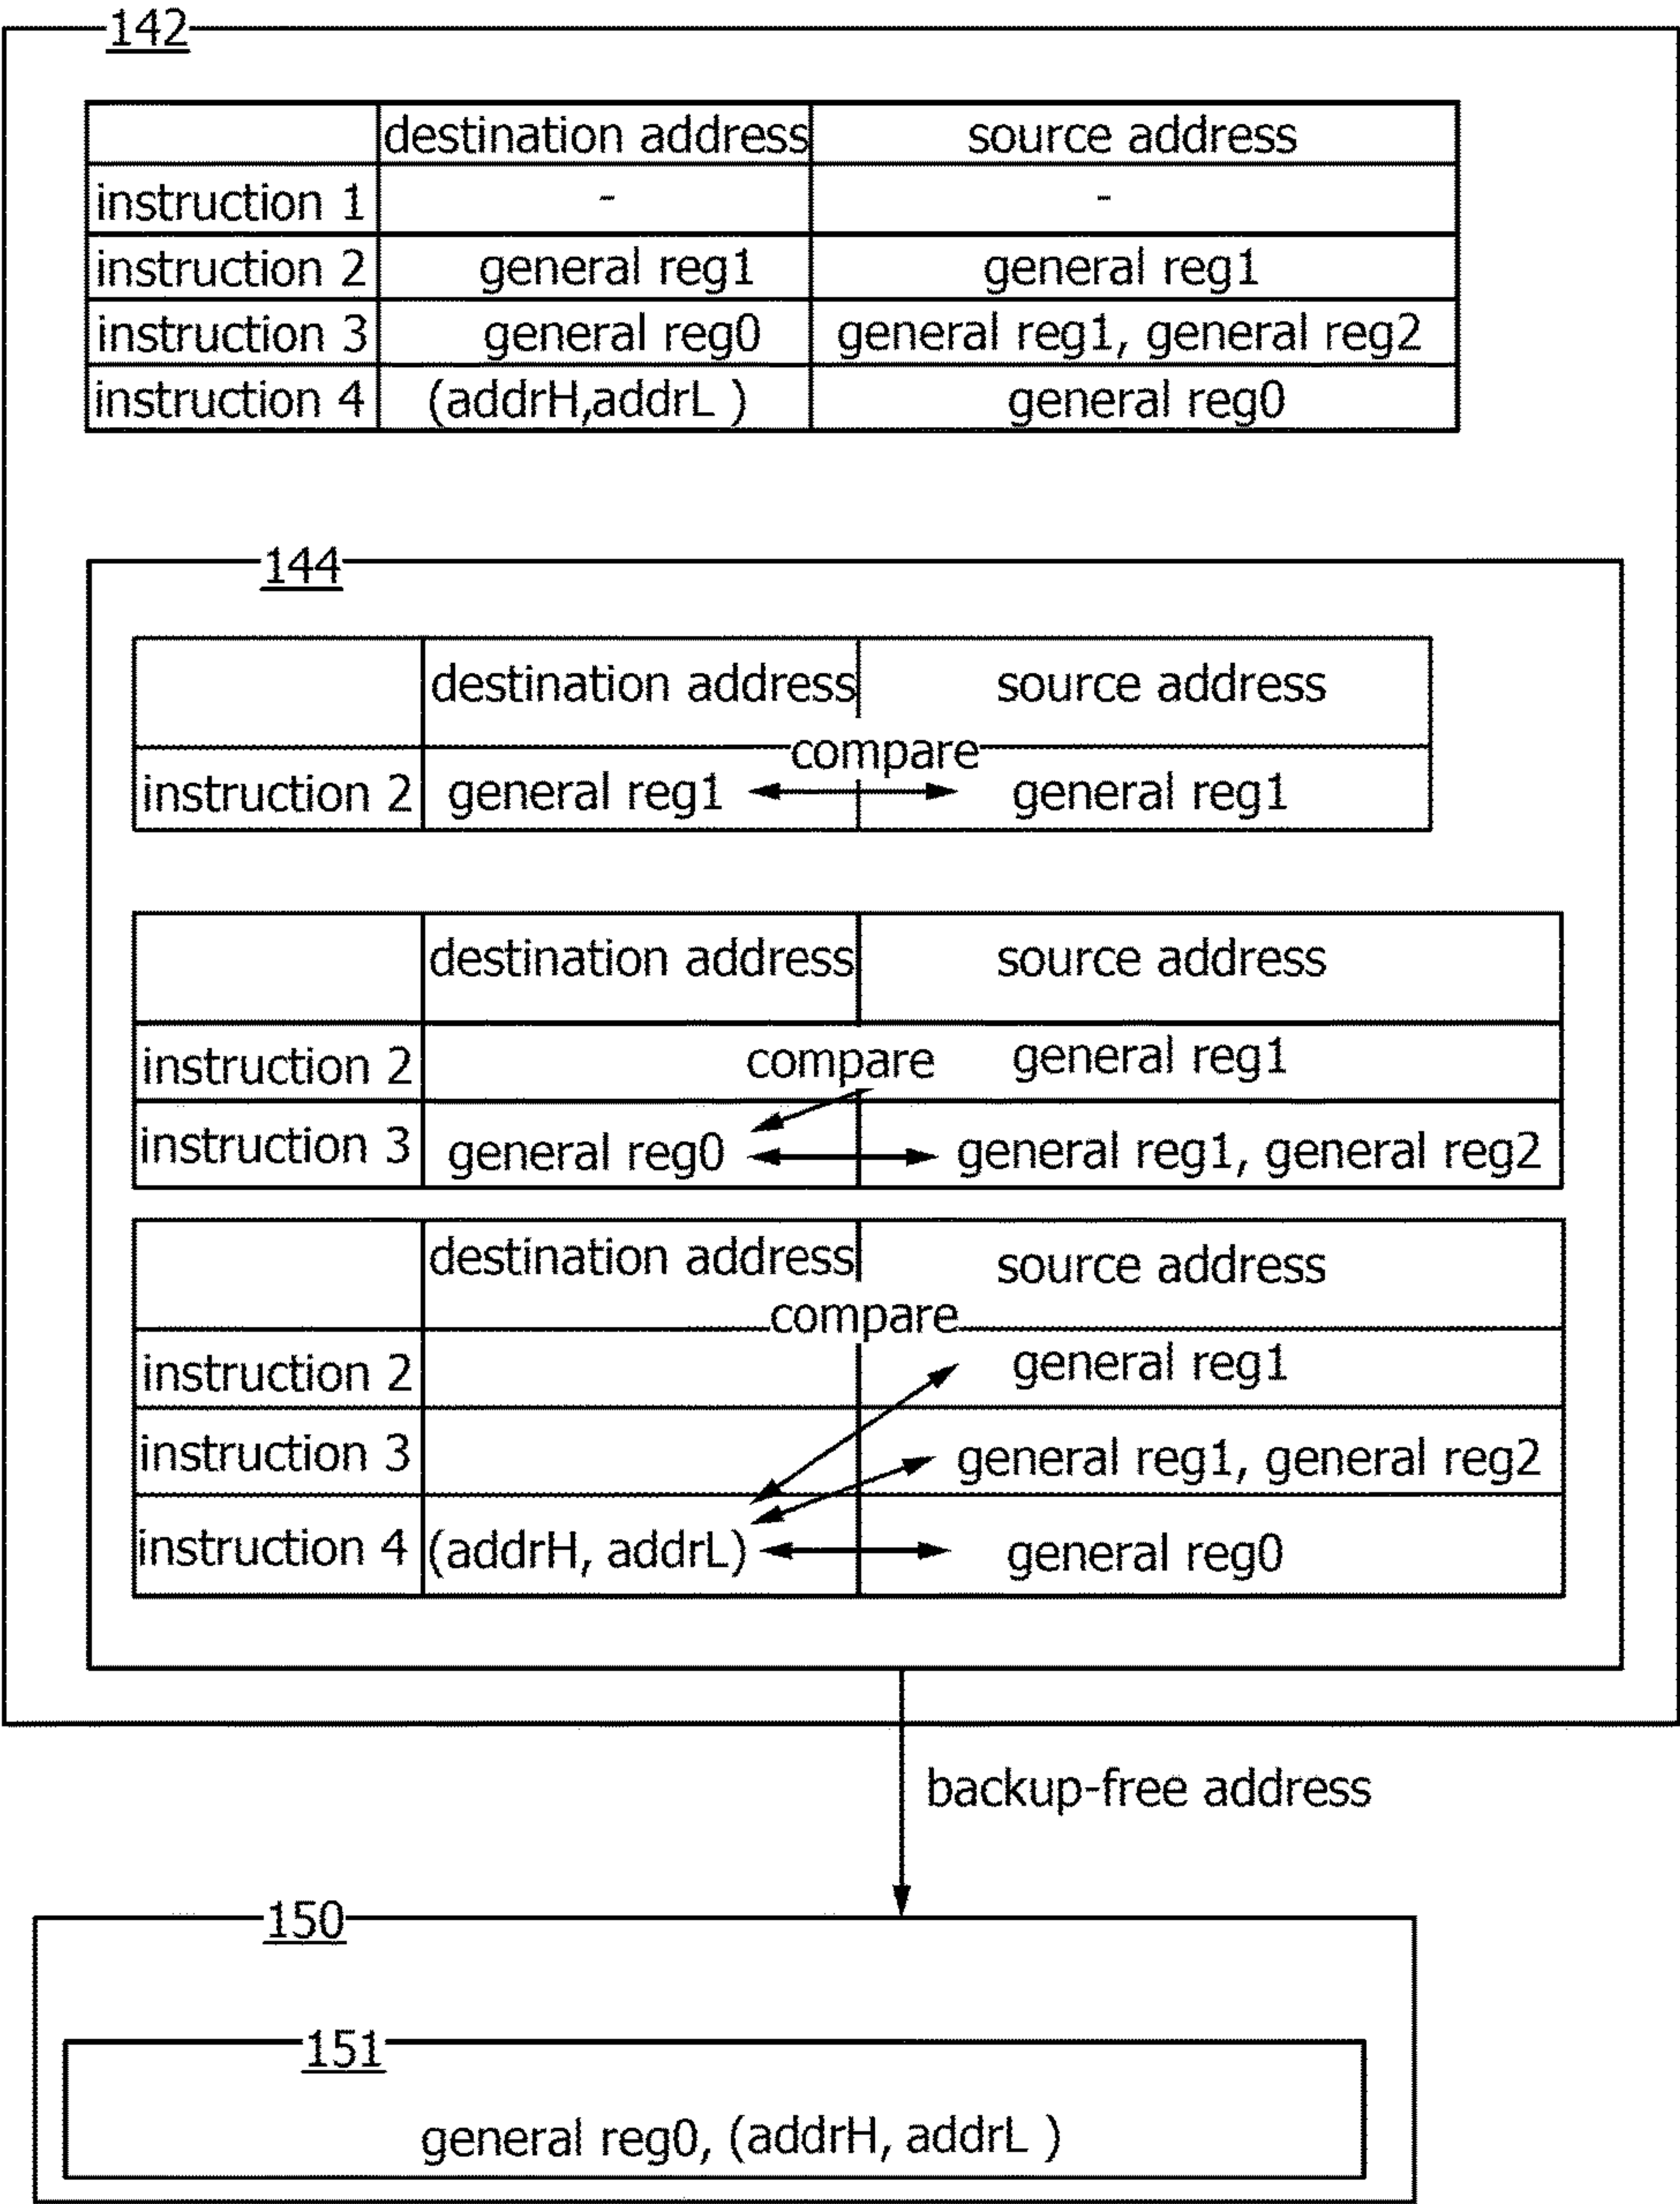 142
destination address source address
instruction 1 - -
instruction 2 general reg1 general reg1
instruction 3 general reg0 general reg1, general reg2
instruction 4 (addrH,addrL ) general reg0
144
destination address source address
compare
instruction 2 general reg1 general reg1
destination address source address
instruction 2 compare general reg1
instruction 3 general reg0 general reg1, general reg2
destination address source address
compare
instruction 2 general reg1
instruction 3 general reg1, general reg2
instruction 4 (addrH, addrL) general reg0
backup-free address
150
151
general reg0, (addrH, addrL )